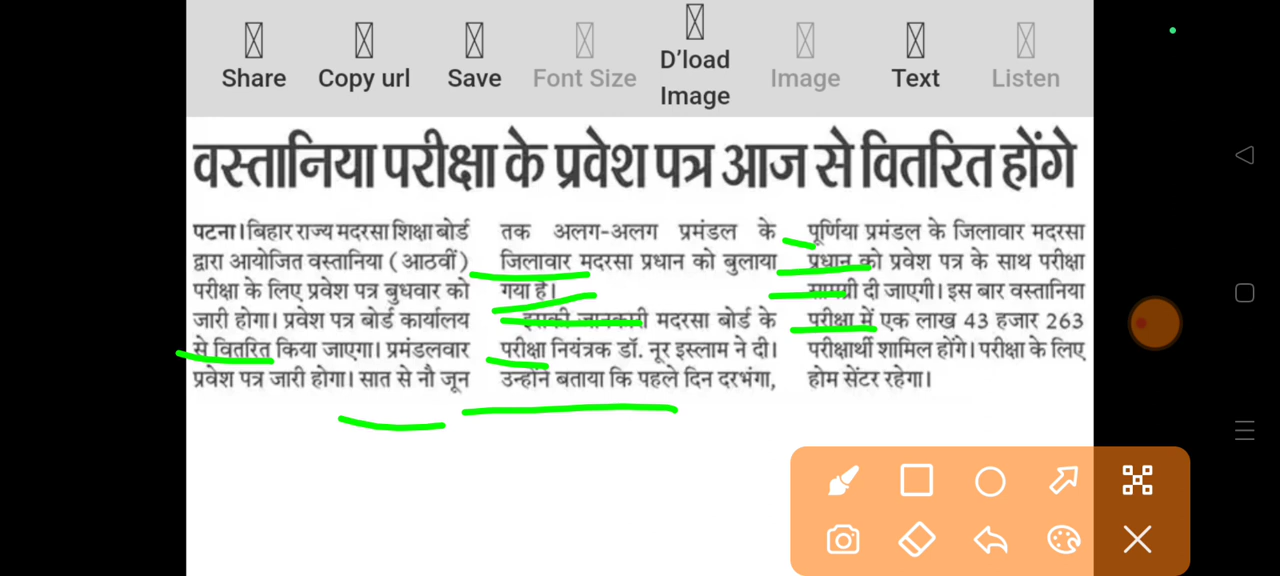 Share Copy url Save Font Size D'load Image Image Text Listen
वस्तानिया परीक्षा के प्रवेश पत्र आज से वितरित होंगे
पटना। बिहार राज्य मदरसा शिक्षा बोर्ड
द्वारा आयोजित वस्तानिया (आठवीं)
परीक्षा के लिए प्रवेश पत्र बुधवार को
जारी होगा। प्रवेश पत्र बोर्ड कार्यालय
से वितरित किया जाएगा। प्रमंडलवार
प्रवेश पत्र जारी होगा। सात से नौ जून
तक अलग-अलग प्रमंडल के
जिलावार मदरसा प्रधान को बुलाया
गया है।
इसकी जानकारी मदरसा बोर्ड के
परीक्षा नियंत्रक डॉ. नूर इस्लाम ने दी।
उन्होंने बताया कि पहले दिन दरभंगा,
पूर्णिया प्रमंडल के जिलावार मदरसा
प्रधान को प्रवेश पत्र के साथ परीक्षा
सामग्री दी जाएगी। इस बार वस्तानिया
परीक्षा में एक लाख 43 हजार 263
परीक्षार्थी शामिल होंगे। परीक्षा के लिए
होम सेंटर रहेगा।